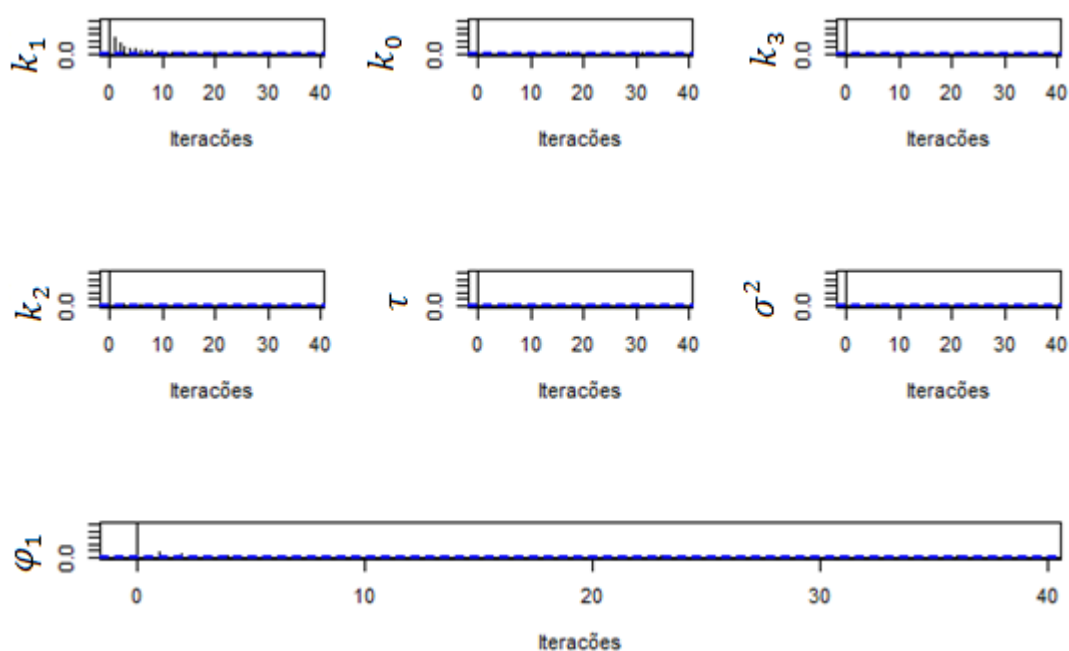 k₁ 0.0 k₀ 0.0 k₃ 0.0
0 10 20 30 40 0 10 20 30 40 0 10 20 30 40
Iteracões Iteracões Iteracões
k₂ 0.0 τ 0.0 σ² 0.0
0 10 20 30 40 0 10 20 30 40 0 10 20 30 40
Iteracões Iteracões Iteracões
φ₁ 0.0
0 10 20 30 40
Iteracões